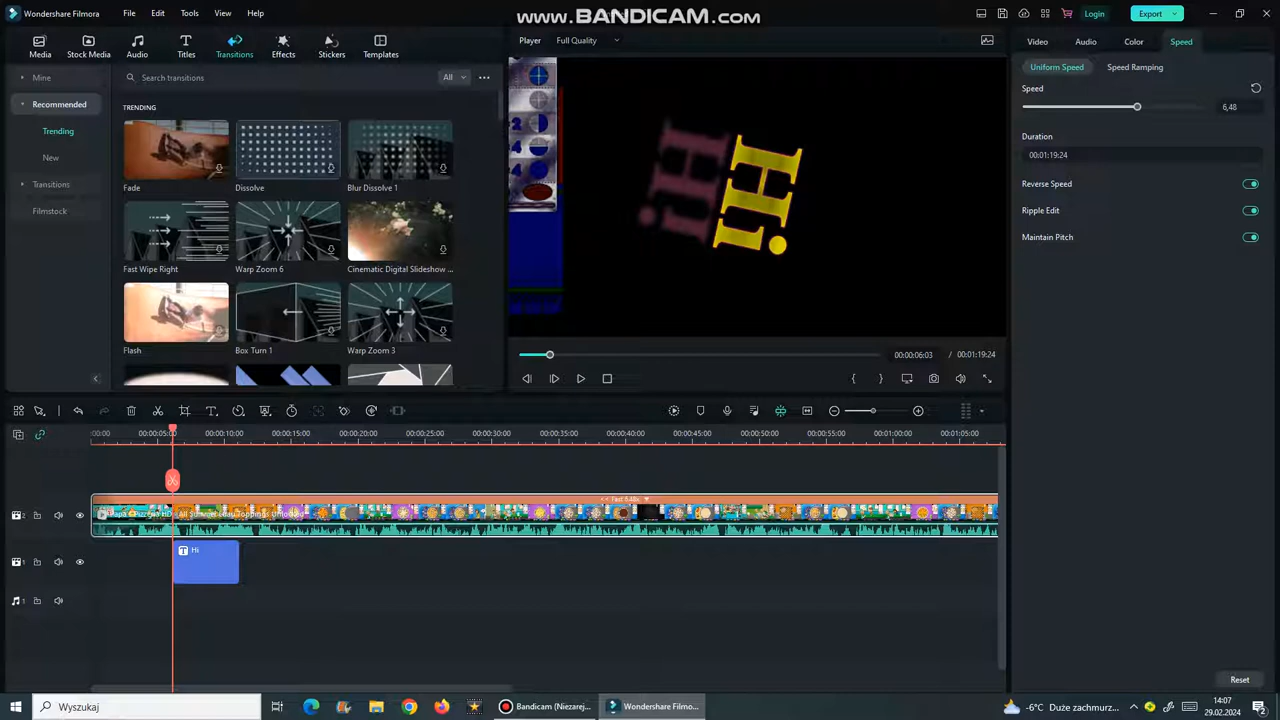 Wondershare Filmora File Edit Tools View Help www.BANDICAM.com Login Export
Media Stock Media Audio Titles Transitions Effects Stickers Templates
Player Full Quality
Video Audio Color Speed
Mine
Recommended
Trending
New
Transitions
Filmstock
Search transitions All
TRENDING
Fade Dissolve Blur Dissolve 1
Fast Wipe Right Warp Zoom 6 Cinematic Digital Slideshow ...
Flash Box Turn 1 Warp Zoom 3
Hi
Hi
00:00:06:03 / 00:01:19:24
Uniform Speed Speed Ramping
Speed
6,48
Duration
00:01:19:24
Reverse Speed
Ripple Edit
Maintain Pitch
:00:00 00:00:05:00 00:00:10:00 00:00:15:00 00:00:20:00 00:00:25:00 00:00:30:00 00:00:35:00 00:00:40:00 00:00:45:00 00:00:50:00 00:00:55:00 00:01:00:00 00:01:05:00
<< Fast 6.48x
Hi
Reset
Wyszukaj
Bandicam (Niezarej...
Wondershare Filmo...
-6°C Duże zachmurz...
14:07
29.02.2024